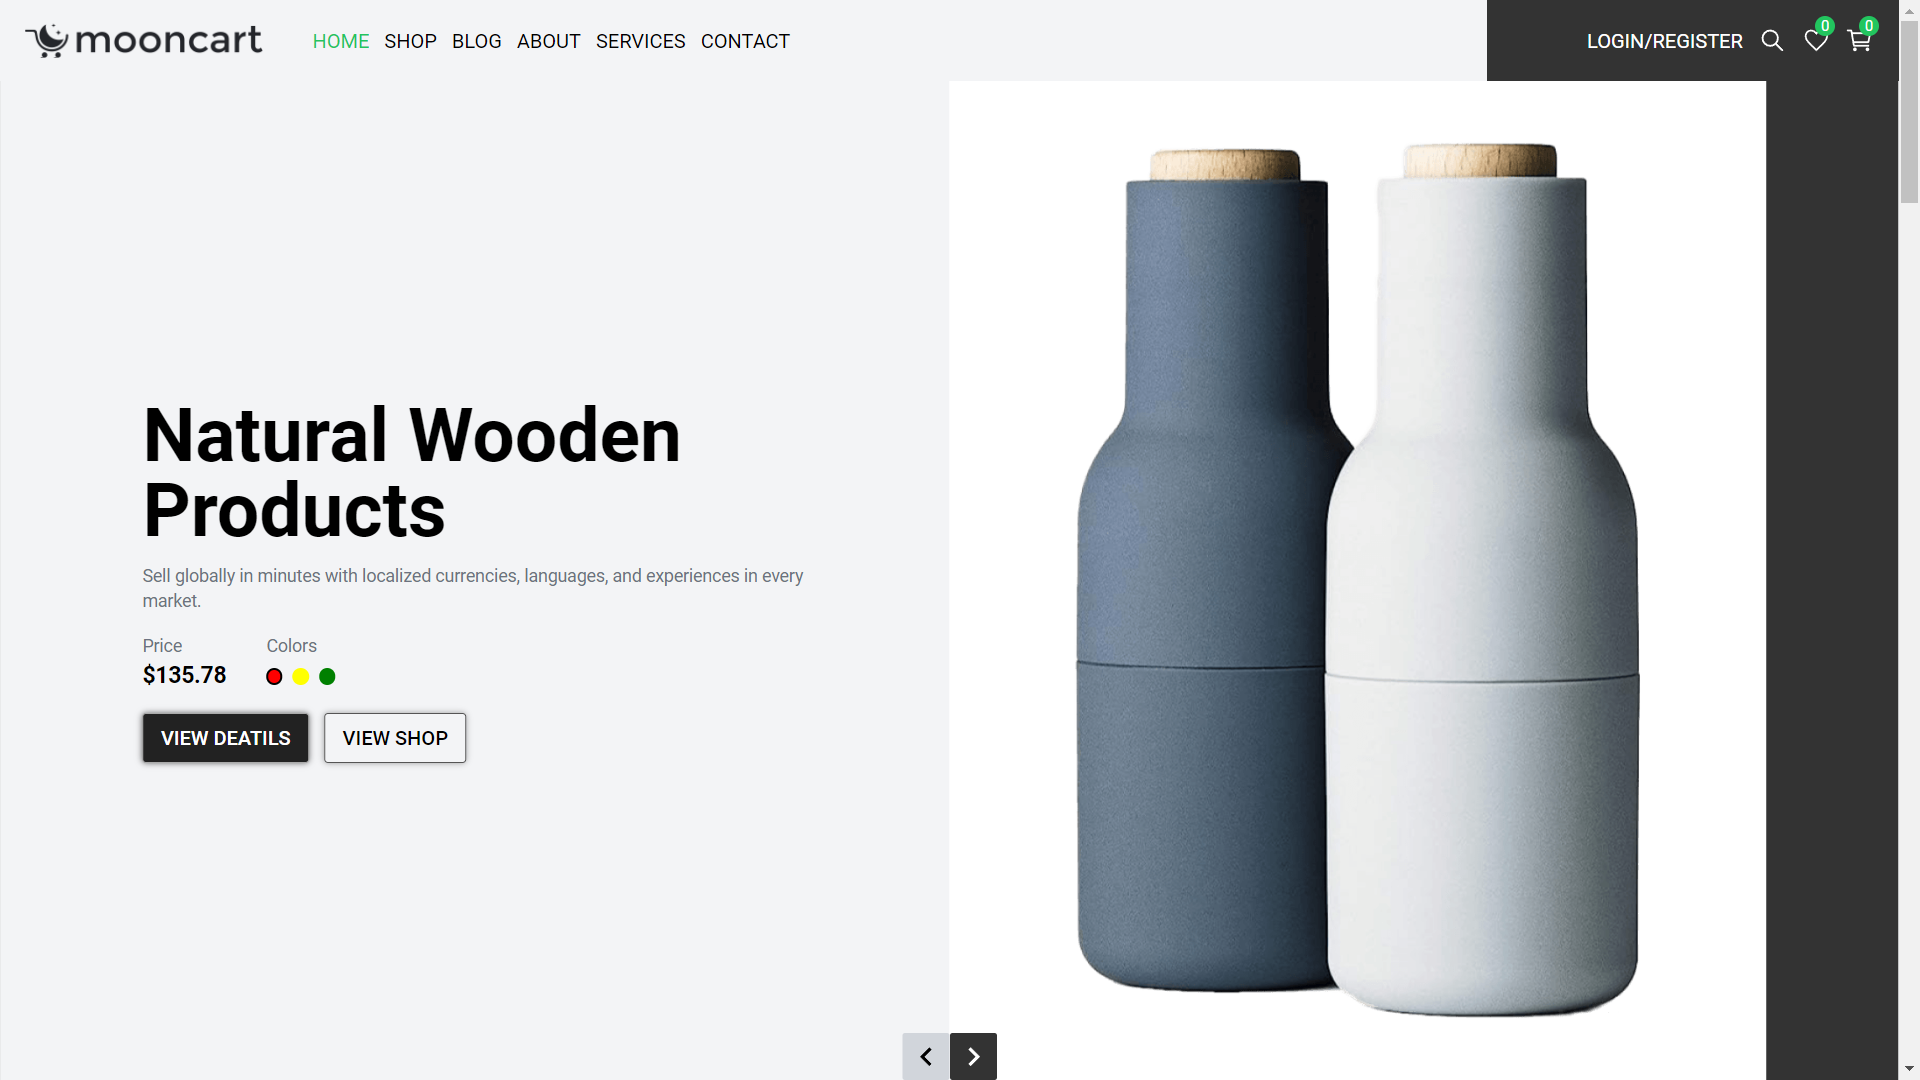 mooncart
HOME SHOP BLOG ABOUT SERVICES CONTACT
LOGIN/REGISTER
0
0
Natural Wooden
Products
Sell globally in minutes with localized currencies, languages, and experiences in every
market.
Price
Colors
$135.78
VIEW DEATILS
VIEW SHOP